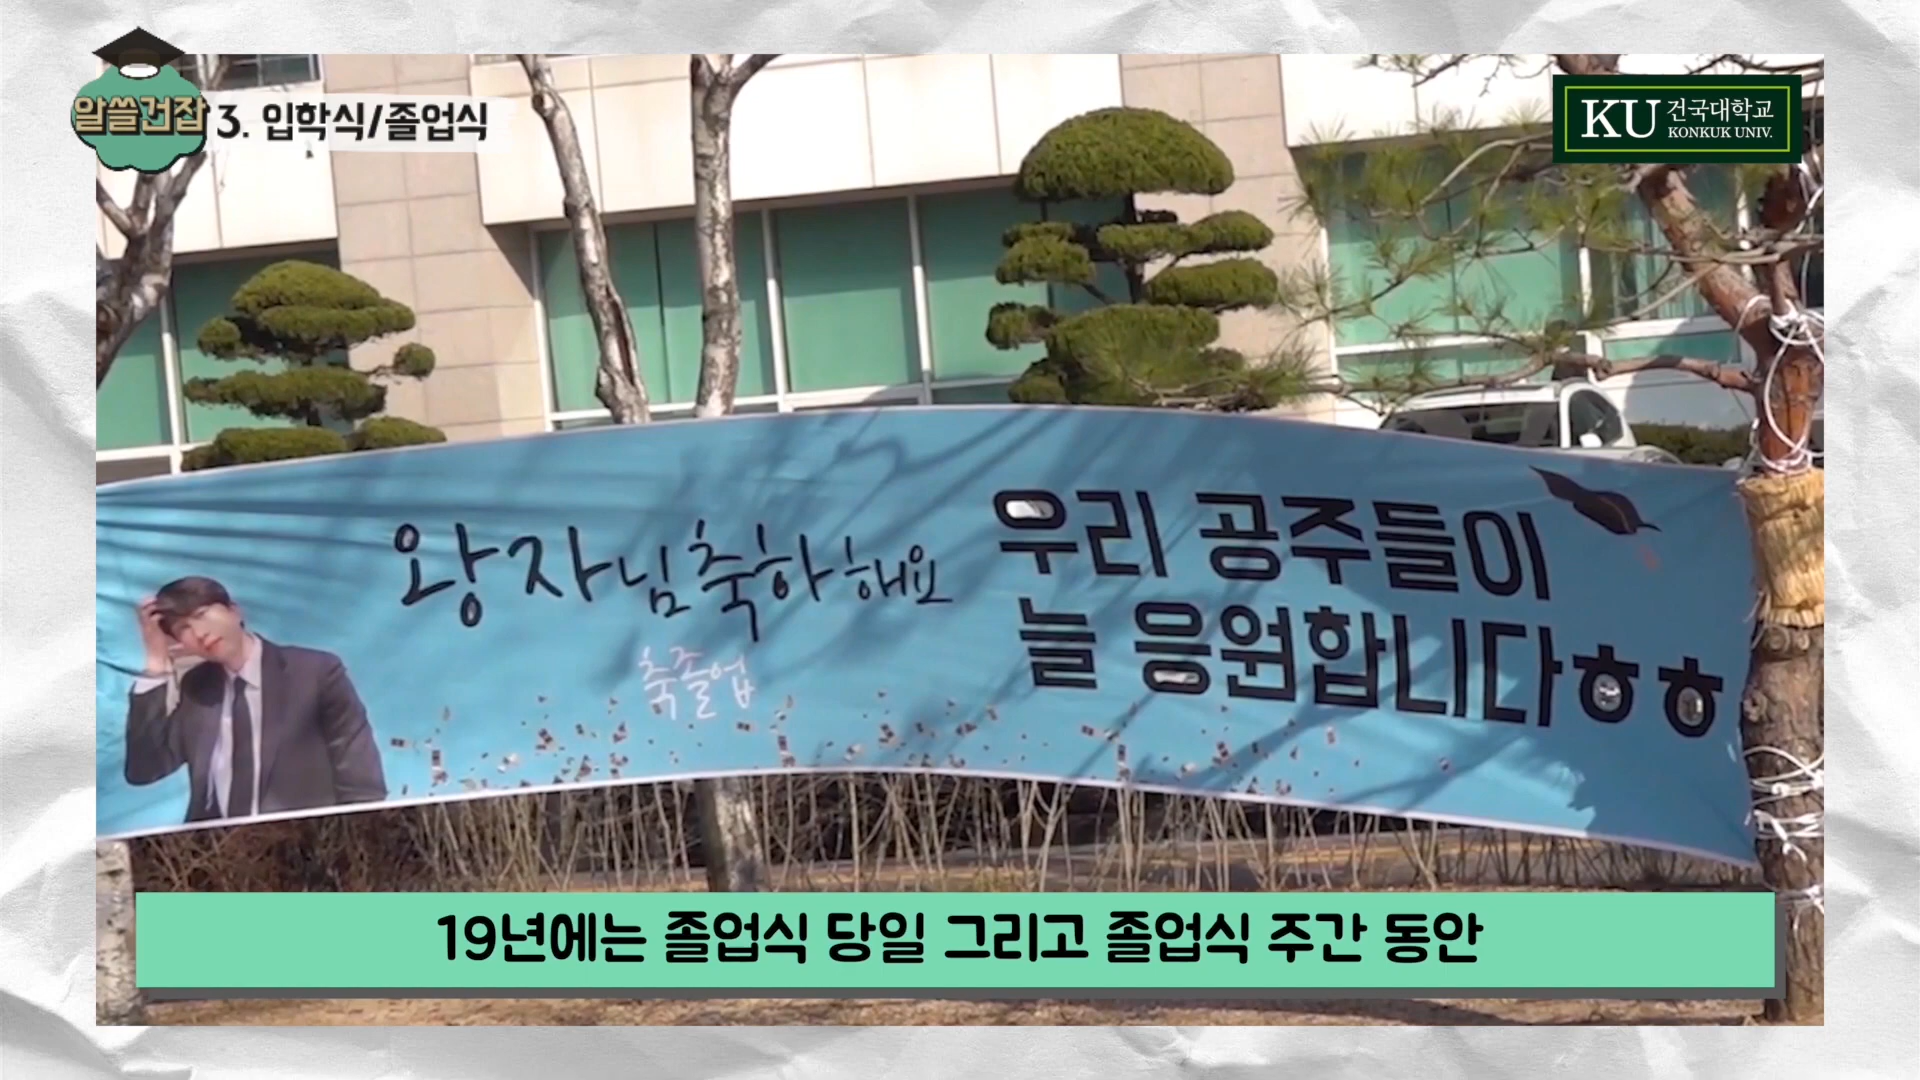 알쓸건잡
3. 입학식/졸업식
KU 건국대학교
KONKUK UNIV.
왕자님축하해요
축졸업
우리 공주들이
늘 응원합니다ㅎㅎ
19년에는 졸업식 당일 그리고 졸업식 주간 동안